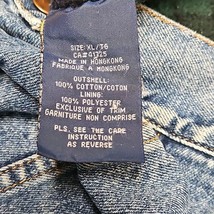 SIZE: XL/TG
CA#41125
MADE IN HONGKONG
FABRIQUE A HONGKONG
OUTSHELL:
100% COTTON/COTON
LINING:
100% POLYESTER
EXCLUSIVE OF TRIM
GARNITURE NON COMPRISE
PLS. SEE THE CARE
INSTRUCTION
AS REVERSE